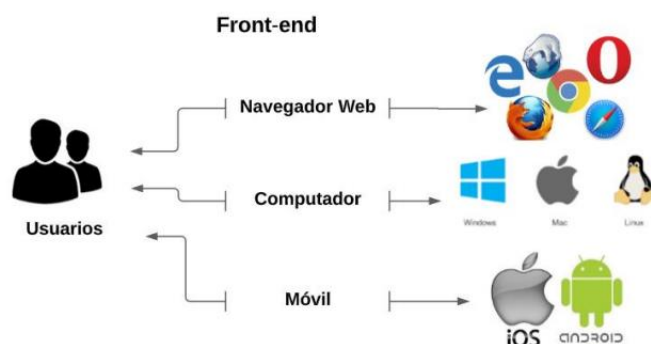 Front-end
Navegador Web
Usuarios
Computador
Windows
Mac
Linux
Móvil
iOS
ANDROID